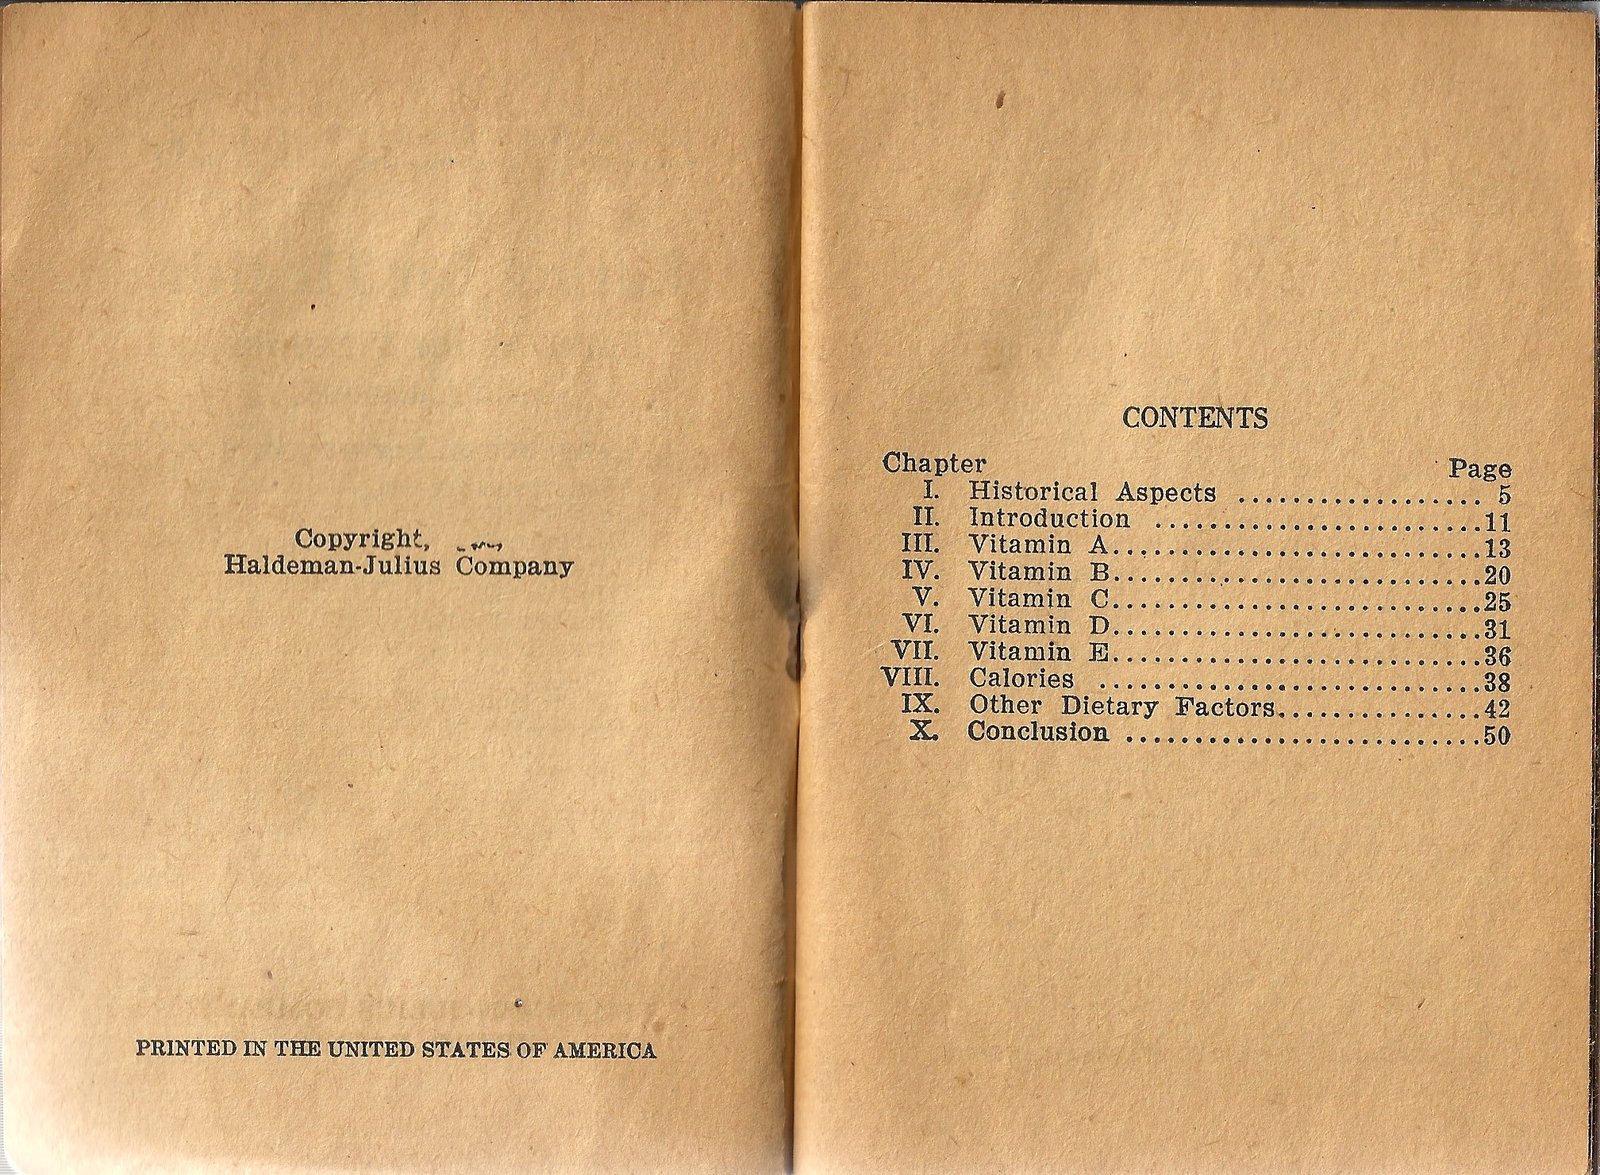 Copyright,
Haldeman-Julius Company
PRINTED IN THE UNITED STATES OF AMERICA
CONTENTS
Chapter Page
I. Historical Aspects .................. 5
II. Introduction ........................11
III. Vitamin A...........................13
IV. Vitamin B...........................20
V. Vitamin C...........................25
VI. Vitamin D...........................31
VII. Vitamin E...........................36
VIII. Calories ............................38
IX. Other Dietary Factors...............42
X. Conclusion ..........................50